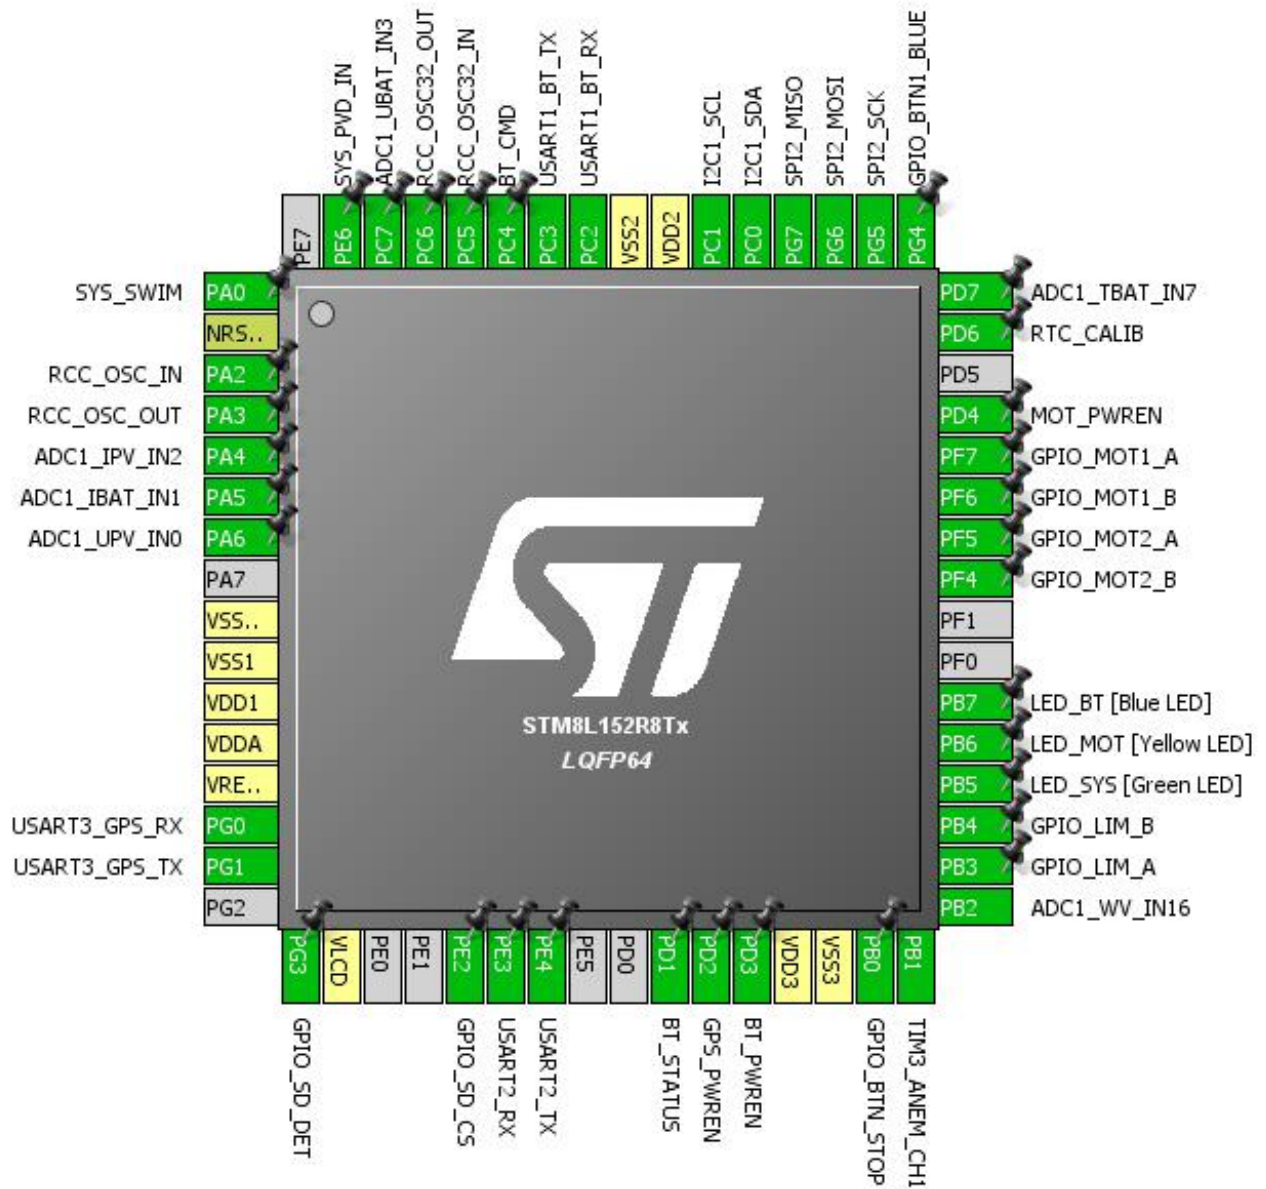 SYS_PVD_IN
ADC1_UBAT_IN3
RCC_OSC32_OUT
RCC_OSC32_IN
BT_CMD
USART1_BT_TX
USART1_BT_RX
I2C1_SCL
I2C1_SDA
SPI2_MISO
SPI2_MOSI
SPI2_SCK
GPIO_BTN1_BLUE
PE7
PE6
PC7
PC6
PC5
PC4
PC3
PC2
VSS2
VDD2
PC1
PC0
PG7
PG6
PG5
PG4
SYS_SWIM PA0
NRS..
RCC_OSC_IN PA2
RCC_OSC_OUT PA3
ADC1_IPV_IN2 PA4
ADC1_IBAT_IN1 PA5
ADC1_UPV_IN0 PA6
PA7
VSS..
VSS1
VDD1
VDDA
VRE..
USART3_GPS_RX PG0
USART3_GPS_TX PG1
PG2
ST
STM8L152R8Tx
LQFP64
PD7 ADC1_TBAT_IN7
PD6 RTC_CALIB
PD5
PD4 MOT_PWREN
PF7 GPIO_MOT1_A
PF6 GPIO_MOT1_B
PF5 GPIO_MOT2_A
PF4 GPIO_MOT2_B
PF1
PF0
PB7 LED_BT [Blue LED]
PB6 LED_MOT [Yellow LED]
PB5 LED_SYS [Green LED]
PB4 GPIO_LIM_B
PB3 GPIO_LIM_A
PB2 ADC1_WV_IN16
PG3
VLCD
PE0
PE1
PE2
PE3
PE4
PE5
PD0
PD1
PD2
PD3
VDD3
VSS3
PB0
PB1
GPIO_SD_DET
GPIO_SD_CS
USART2_RX
USART2_TX
BT_STATUS
GPS_PWREN
BT_PWREN
GPIO_BTN_STOP
TIM3_ANEM_CH1